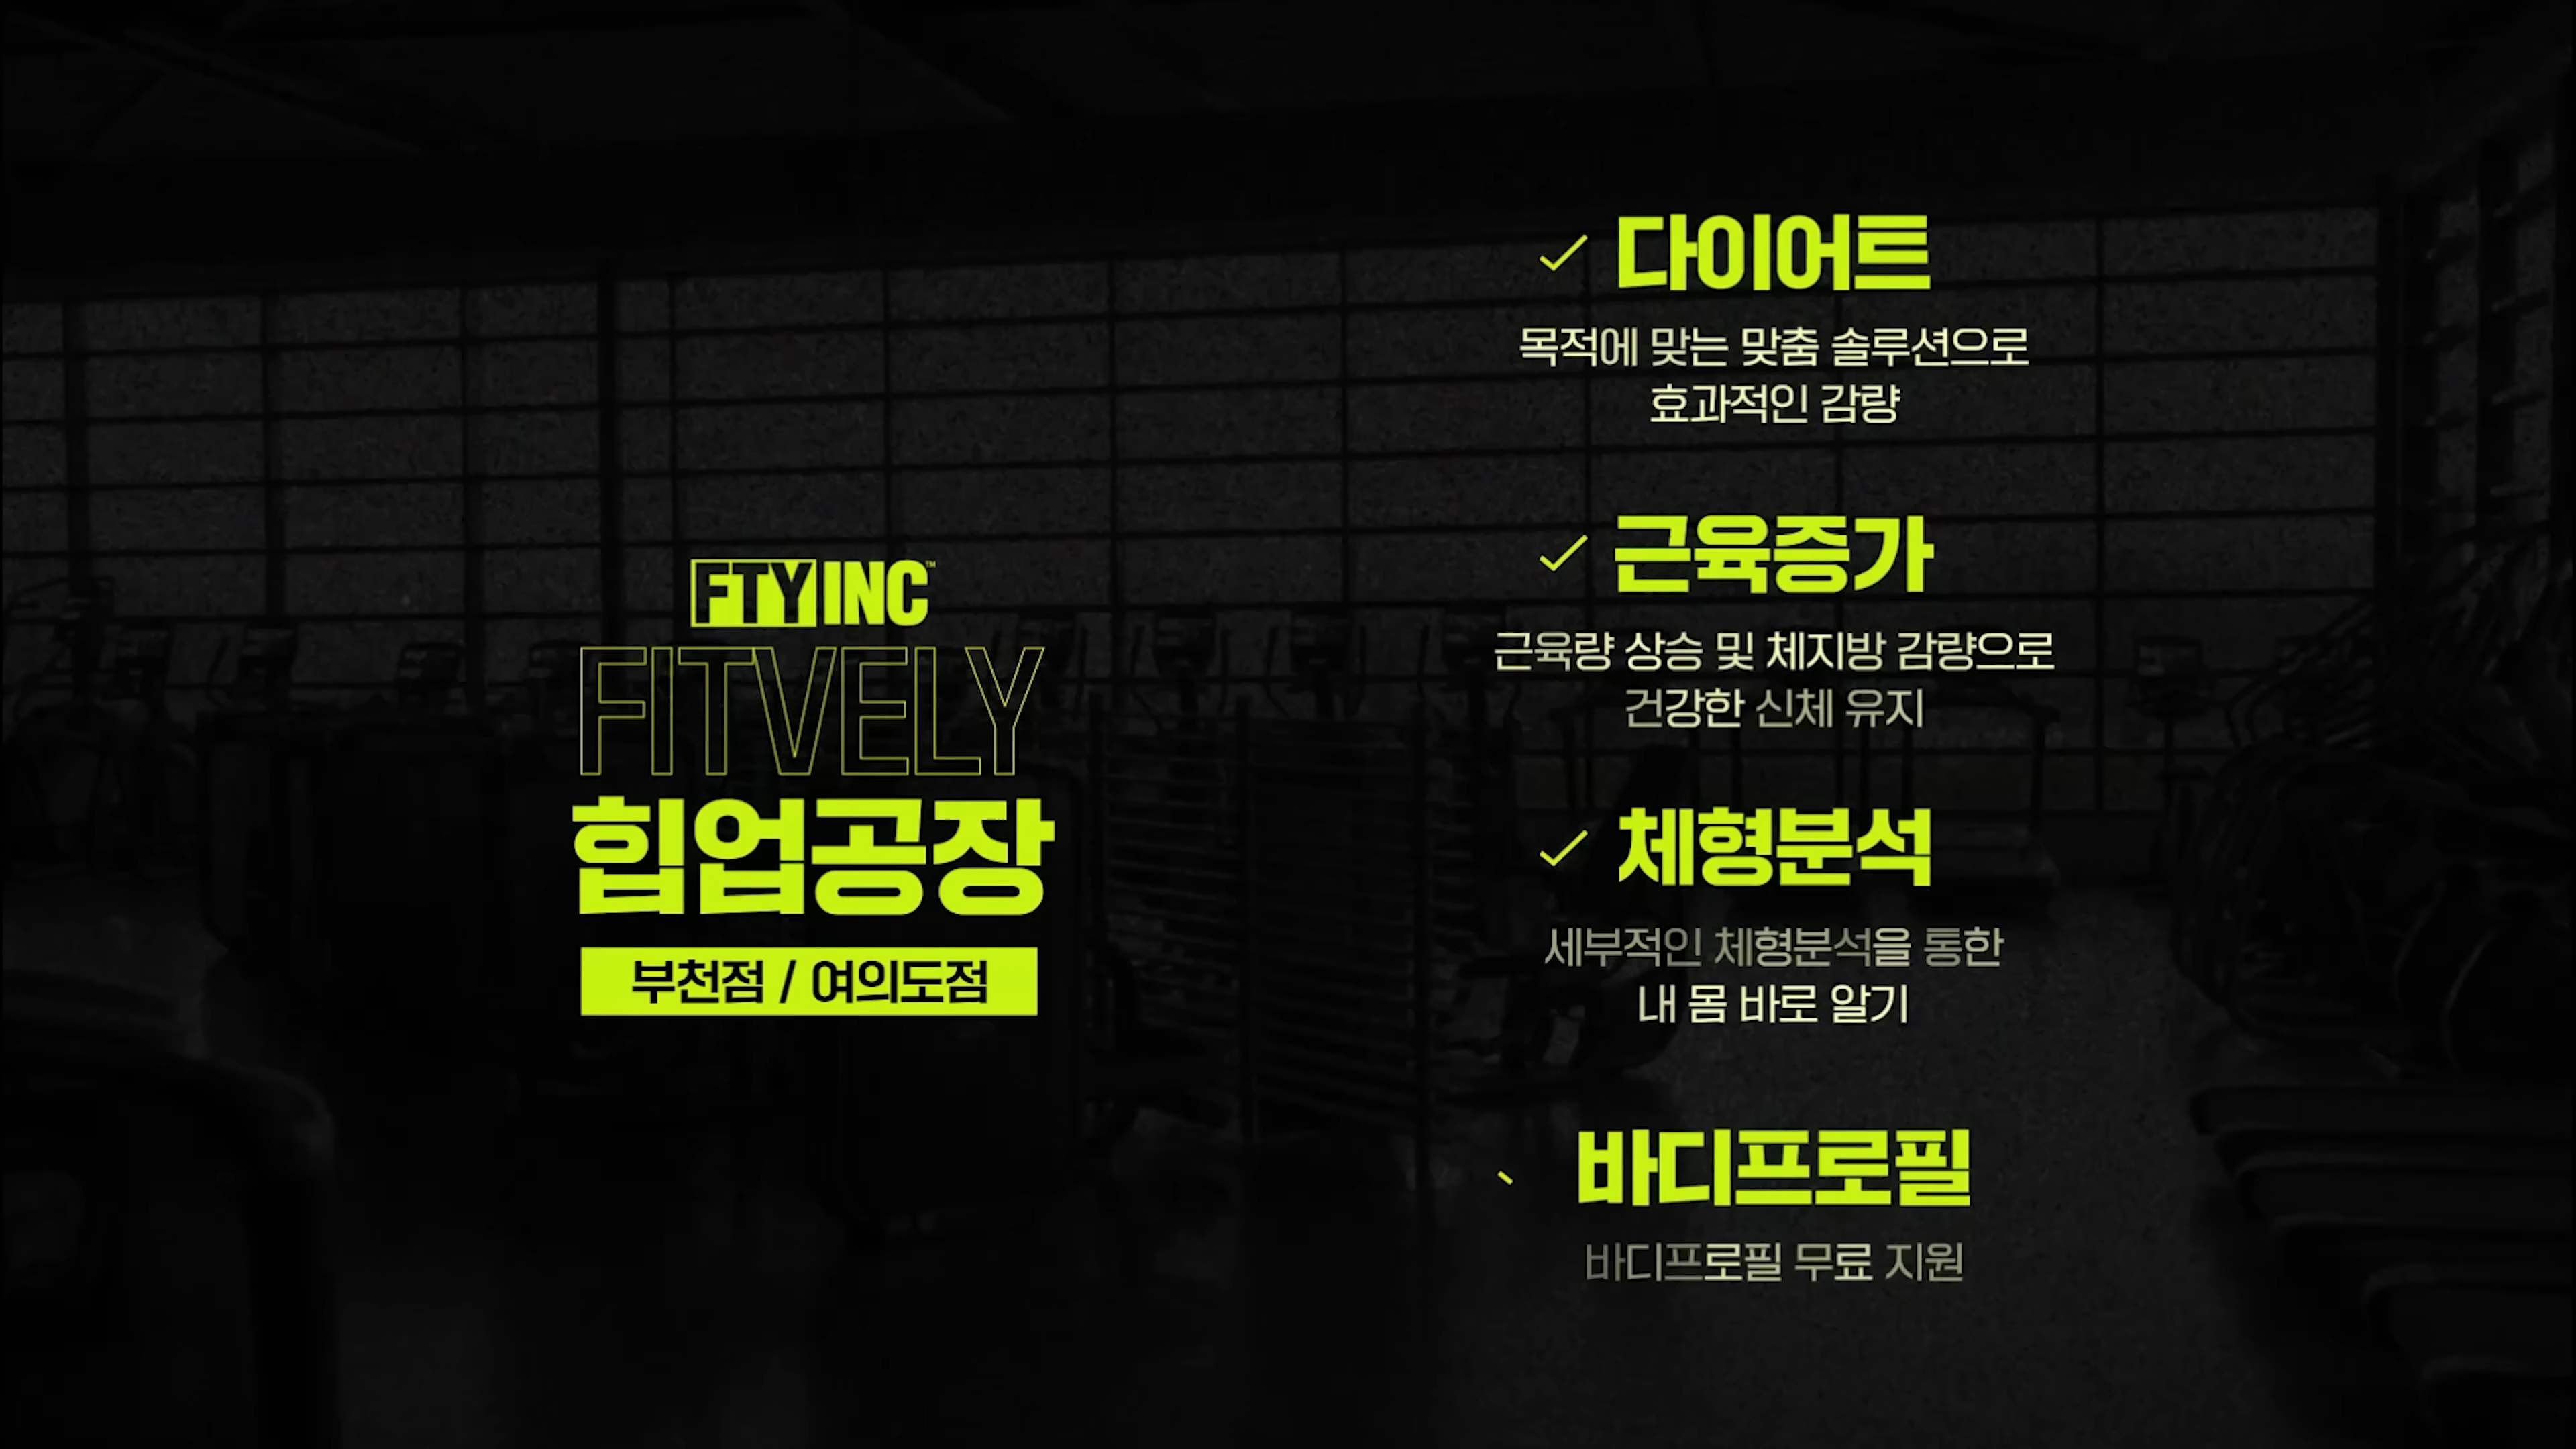 FTY INC™
FITVELY
힙업공장
부천점 / 여의도점
다이어트
목적에 맞는 맞춤 솔루션으로
효과적인 감량
근육증가
근육량 상승 및 체지방 감량으로
건강한 신체 유지
체형분석
세부적인 체형분석을 통한
내 몸 바로 알기
바디프로필
바디프로필 무료 지원